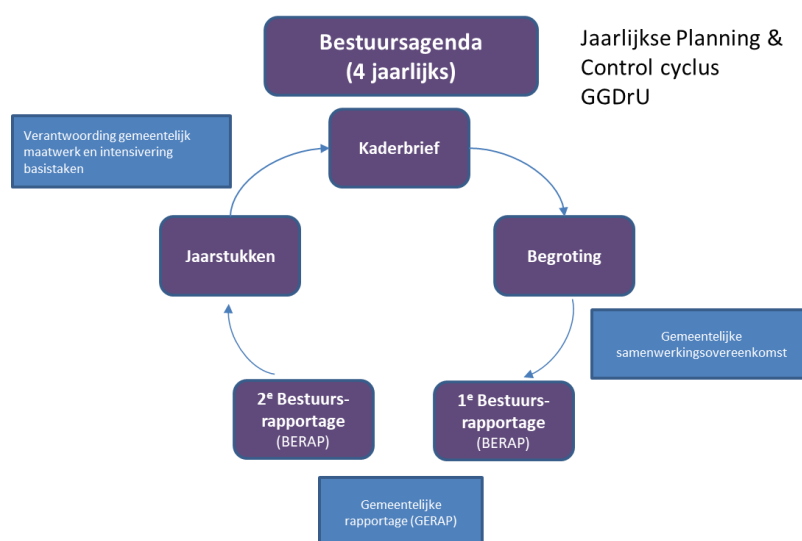 Bestuursagenda
(4 jaarlijks)
Jaarlijkse Planning &
Control cyclus
GGDrU
Verantwoording gemeentelijk
maatwerk en intensivering
basistaken
Kaderbrief
Jaarstukken
Begroting
Gemeentelijke
samenwerkingsovereenkomst
2e Bestuurs-
rapportage
(BERAP)
1e Bestuurs-
rapportage
(BERAP)
Gemeentelijke
rapportage (GERAP)